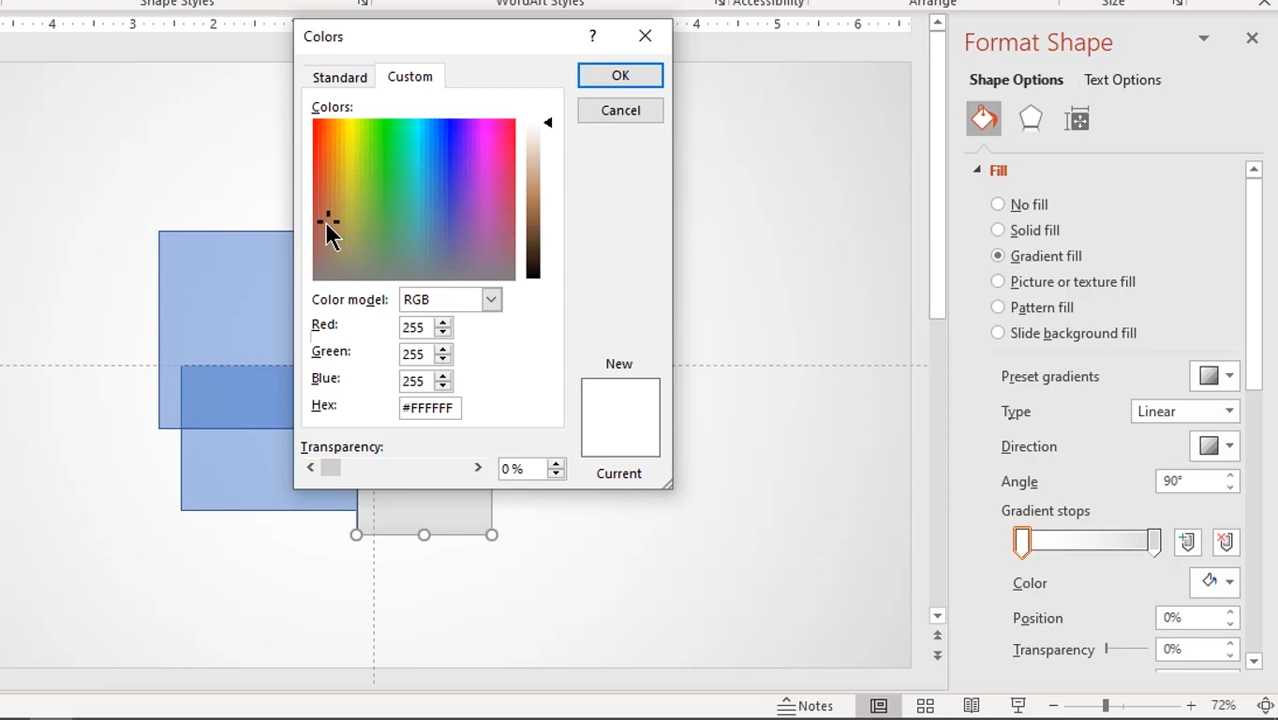 Shape Styles WordArt Styles Accessibility Arrange Size
4 3 2 1 4 5 6
Colors ?
Standard Custom
OK
Cancel
Colors:
Color model: RGB
Red: 255
Green: 255
Blue: 255
Hex: #FFFFFF
New
Current
Transparency:
0 %
Format Shape
Shape Options Text Options
Fill
No fill
Solid fill
Gradient fill
Picture or texture fill
Pattern fill
Slide background fill
Preset gradients
Type Linear
Direction
Angle 90°
Gradient stops
Color
Position 0%
Transparency 0%
Notes 72%